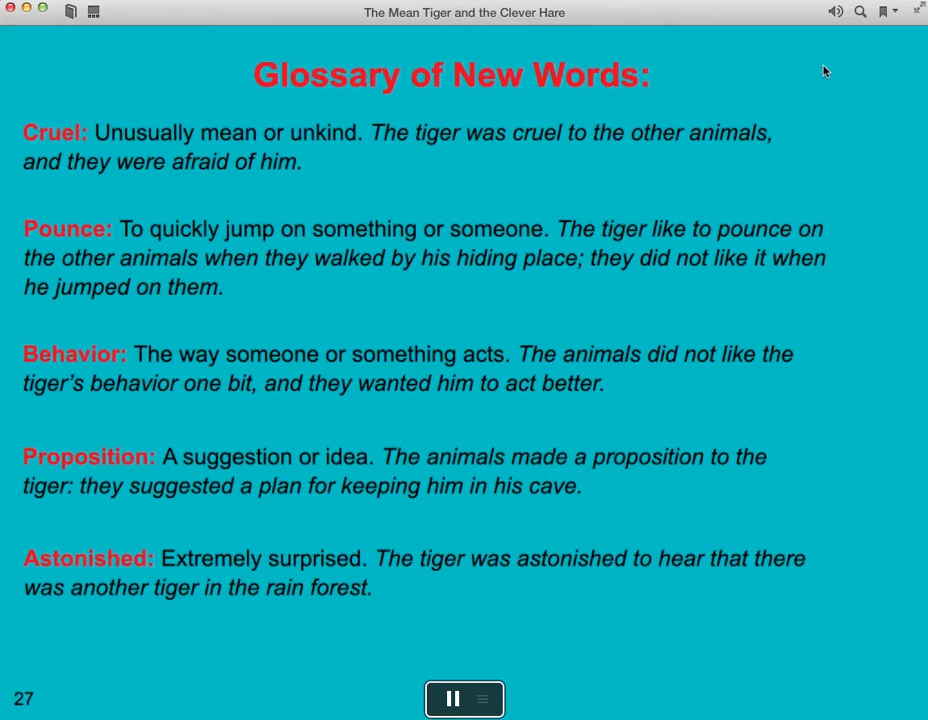 The Mean Tiger and the Clever Hare
Glossary of New Words:
Cruel: Unusually mean or unkind. The tiger was cruel to the other animals,
and they were afraid of him.
Pounce: To quickly jump on something or someone. The tiger like to pounce on
the other animals when they walked by his hiding place; they did not like it when
he jumped on them.
Behavior: The way someone or something acts. The animals did not like the
tiger's behavior one bit, and they wanted him to act better.
Proposition: A suggestion or idea. The animals made a proposition to the
tiger: they suggested a plan for keeping him in his cave.
Astonished: Extremely surprised. The tiger was astonished to hear that there
was another tiger in the rain forest.
27